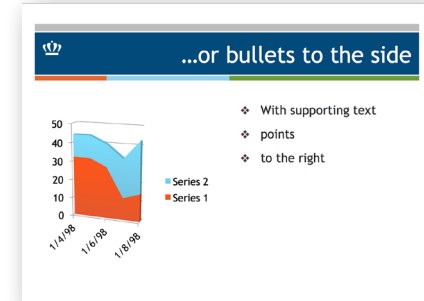 ...or bullets to the side
With supporting text
points
to the right
50
40
30
20
10
0
1/4/98
1/6/98
1/8/98
Series 2
Series 1